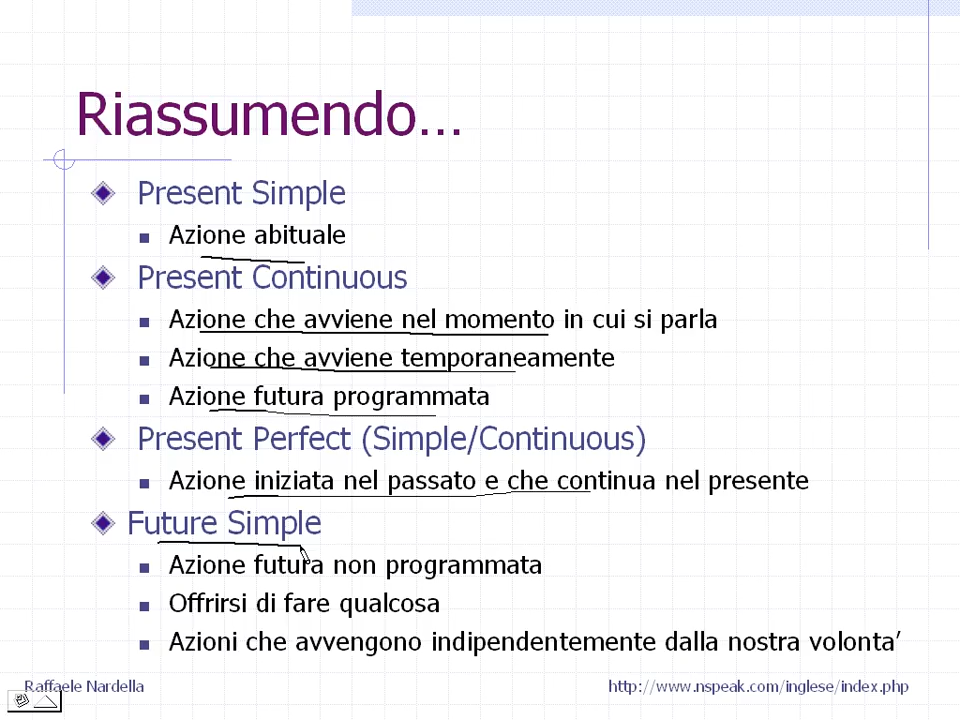 Riassumendo...
Present Simple
Azione abituale
Present Continuous
Azione che avviene nel momento in cui si parla
Azione che avviene temporaneamente
Azione futura programmata
Present Perfect (Simple/Continuous)
Azione iniziata nel passato e che continua nel presente
Future Simple
Azione futura non programmata
Offrirsi di fare qualcosa
Azioni che avvengono indipendentemente dalla nostra volonta’
Raffaele Nardella
http://www.nspeak.com/inglese/index.php